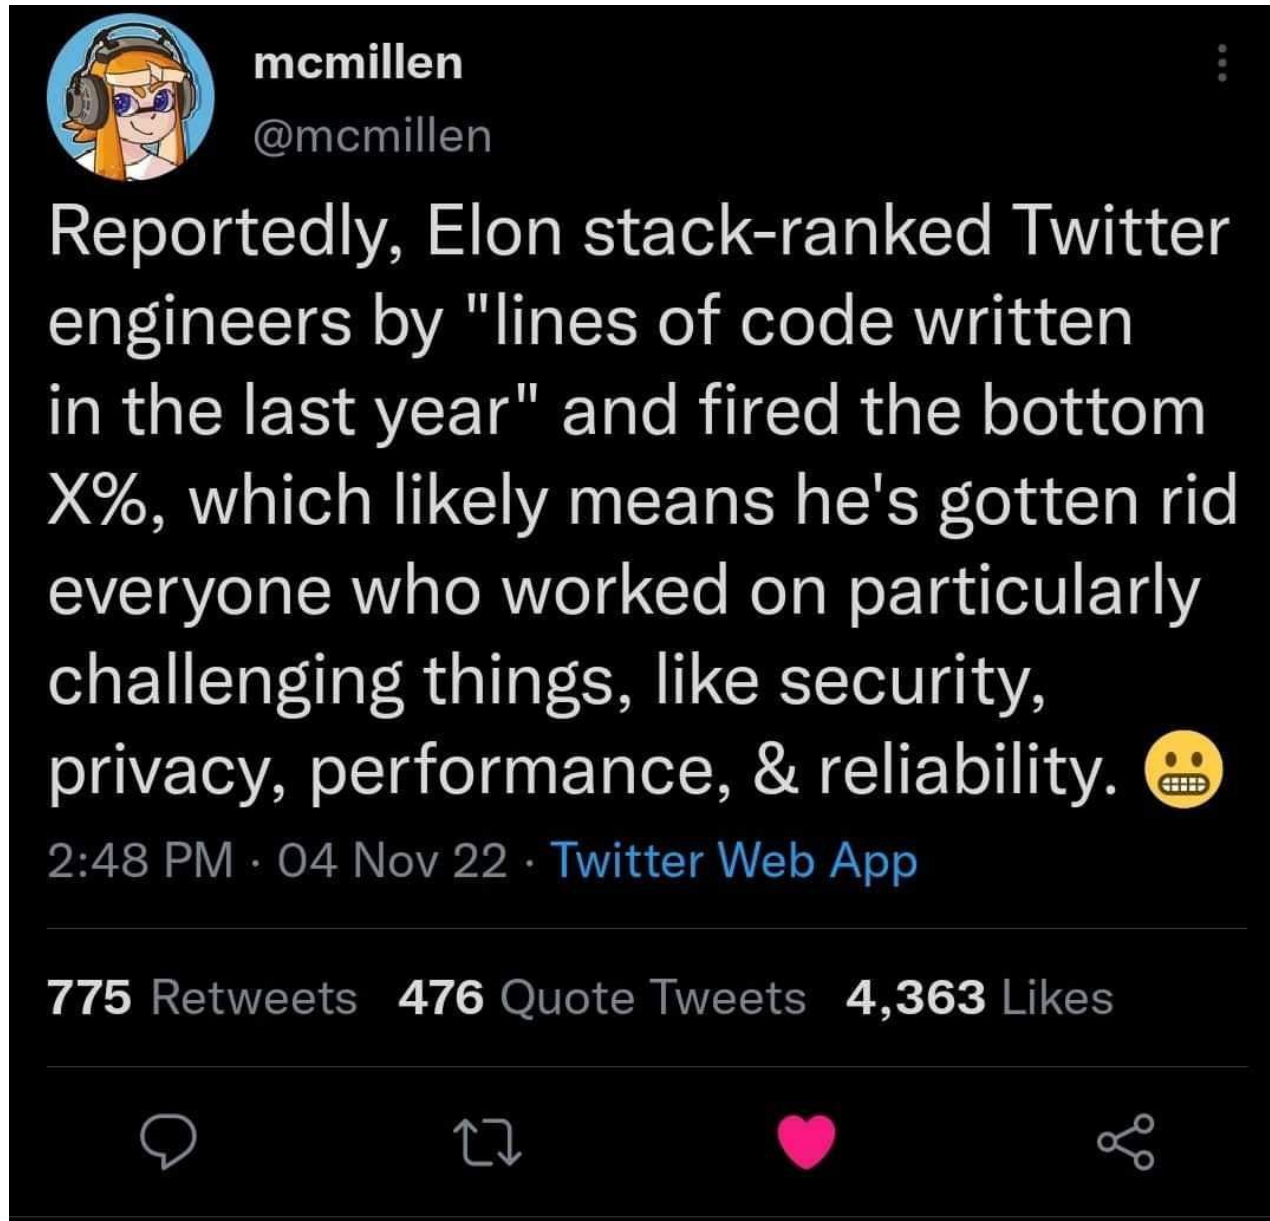 mcmillen
@mcmillen
Reportedly, Elon stack-ranked Twitter
engineers by "lines of code written
in the last year" and fired the bottom
X%, which likely means he's gotten rid
everyone who worked on particularly
challenging things, like security,
privacy, performance, & reliability. 😬
2:48 PM · 04 Nov 22 · Twitter Web App
775 Retweets 476 Quote Tweets 4,363 Likes